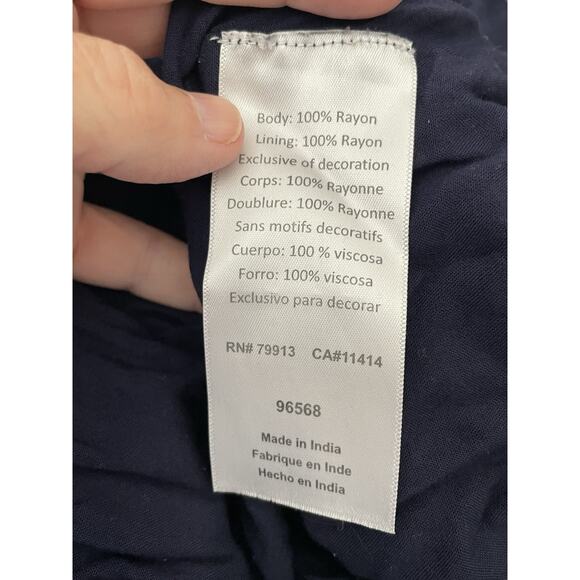 Body: 100% Rayon
Lining: 100% Rayon
Exclusive of decoration
Corps: 100% Rayonne
Doublure: 100% Rayonne
Sans motifs decoratifs
Cuerpo: 100 % viscosa
Forro: 100% viscosa
Exclusivo para decorar
RN# 79913 CA#11414
96568
Made in India
Fabrique en Inde
Hecho en India